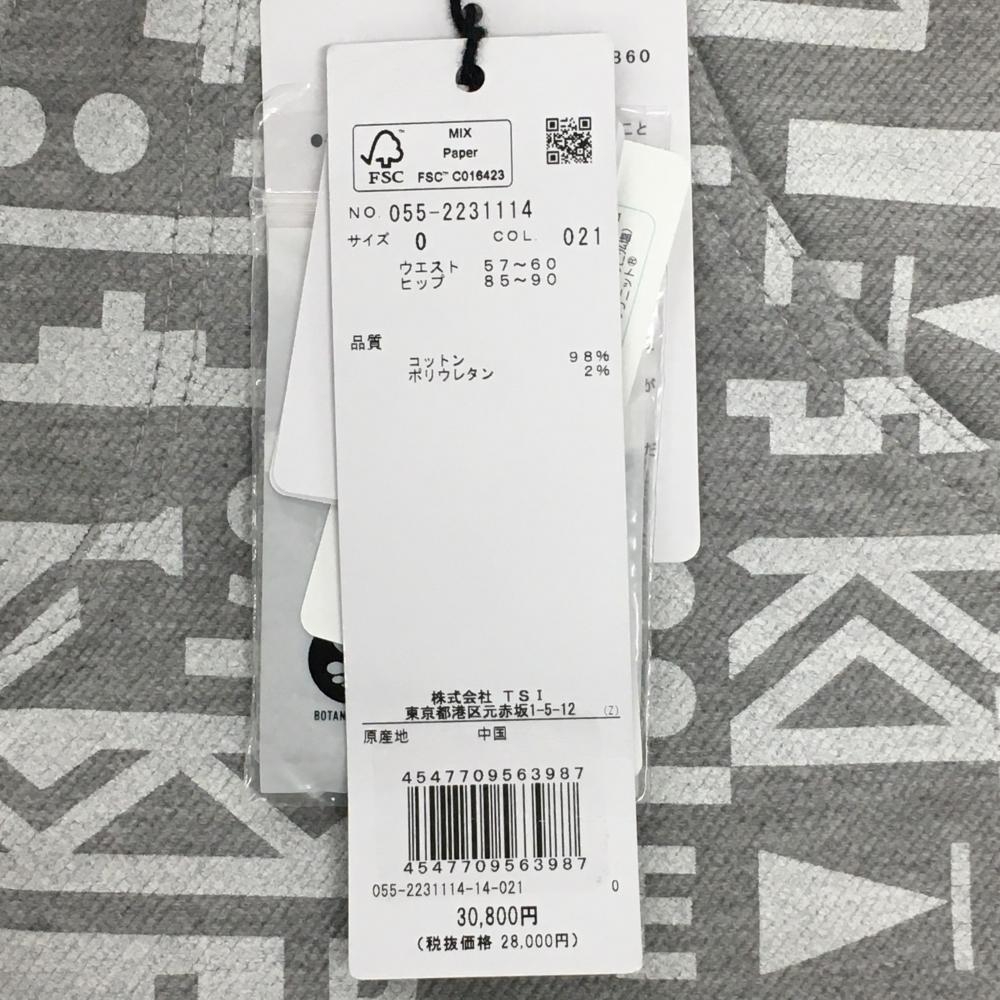 360
こと
MIX
Paper
FSC™ C016423
FSC
NO. 055-2231114
サイズ 0 COL. 021
ウエスト 57～60
ヒップ 85～90
品質
コットン 98%
ポリウレタン 2%
BOTAN
株式会社 TSI
東京都港区元赤坂1-5-12 (Z)
原産地 中国
4547709563987
4547709563987
055-2231114-14-021 0
30,800円
(税抜価格 28,000円)